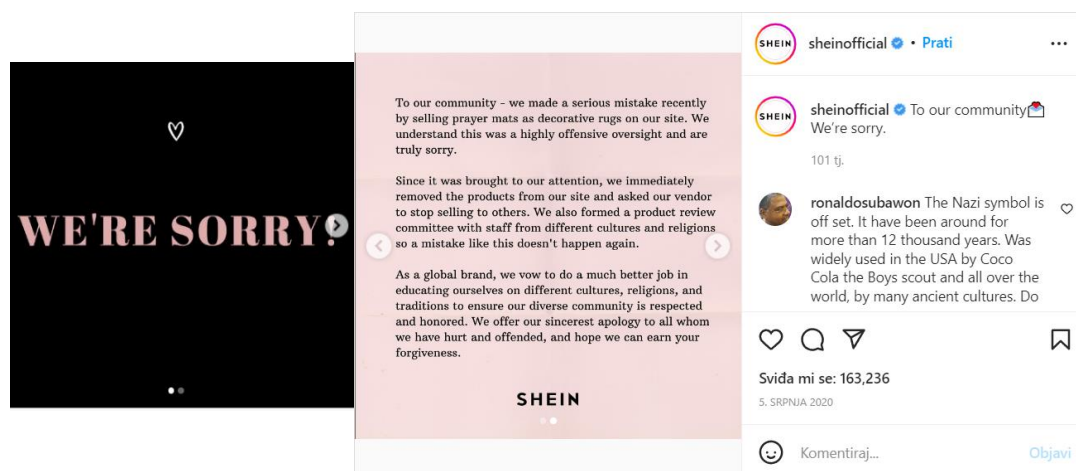 WE'RE SORRY.
To our community - we made a serious mistake recently
by selling prayer mats as decorative rugs on our site. We
understand this was a highly offensive oversight and are
truly sorry.
Since it was brought to our attention, we immediately
removed the products from our site and asked our vendor
to stop selling to others. We also formed a product review
committee with staff from different cultures and religions
so a mistake like this doesn't happen again.
As a global brand, we vow to do a much better job in
educating ourselves on different cultures, religions, and
traditions to ensure our diverse community is respected
and honored. We offer our sincerest apology to all whom
we have hurt and offended, and hope we can earn your
forgiveness.
SHEIN
SHEIN
sheinofficial • Prati
SHEIN
sheinofficial To our community
We're sorry.
101 tj.
ronaldosubawon The Nazi symbol is
off set. It have been around for
more than 12 thousand years. Was
widely used in the USA by Coco
Cola the Boys scout and all over the
world, by many ancient cultures. Do
Sviđa mi se: 163,236
5. SRPNJA 2020
Komentiraj...
Objavi